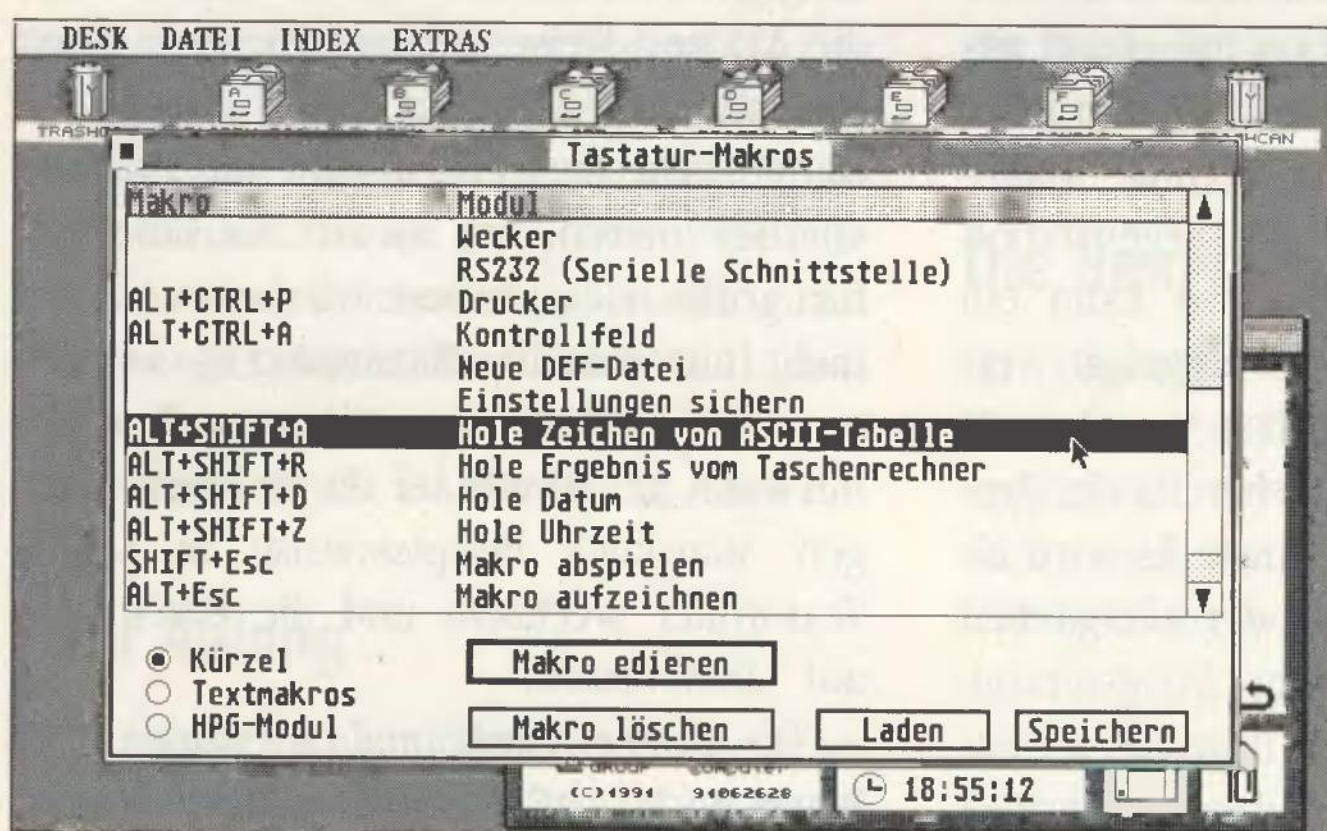 DESK DATEI INDEX EXTRAS
A B C D E F
TRASHCAN
Tastatur-Makros
Makro Modul
Wecker
RS232 (Serielle Schnittstelle)
ALT+CTRL+P Drucker
ALT+CTRL+A Kontrollfeld
Neue DEF-Datei
Einstellungen sichern
ALT+SHIFT+A Hole Zeichen von ASCII-Tabelle
ALT+SHIFT+R Hole Ergebnis vom Taschenrechner
ALT+SHIFT+D Hole Datum
ALT+SHIFT+Z Hole Uhrzeit
SHIFT+Esc Makro abspielen
ALT+Esc Makro aufzeichnen
Kürzel Makro edieren
Textmakros
HPG-Modul Makro löschen Laden Speichern
(C)1991 91062628 18:55:12